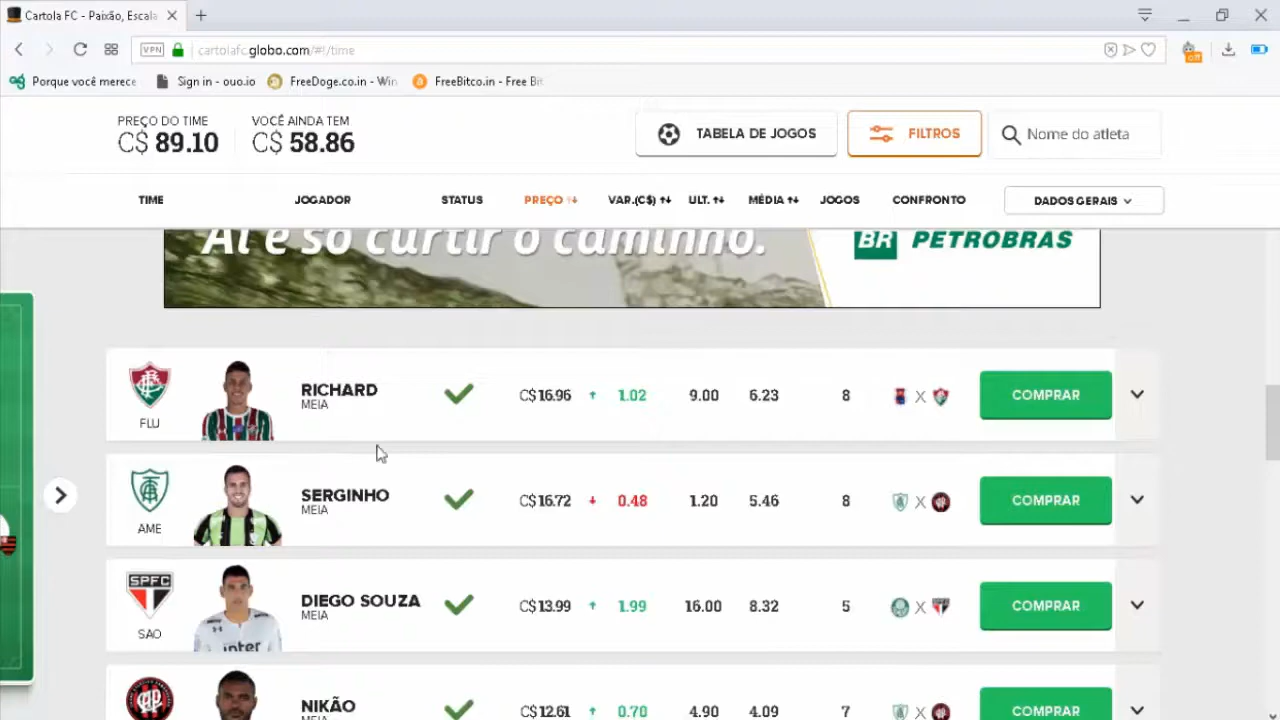 Cartola FC - Paixão, Escala
VPN
cartolafc.globo.com/#!/time
off
Porque você merece
Sign in - ouo.io
FreeDoge.co.in - Win
FreeBitco.in - Free Bit
PREÇO DO TIME
C$ 89.10
VOCÊ AINDA TEM
C$ 58.86
TABELA DE JOGOS
FILTROS
Nome do atleta
TIME JOGADOR STATUS PREÇO VAR.(C$) ULT. MÉDIA JOGOS CONFRONTO DADOS GERAIS
Aí é só curtir o caminho.
BR PETROBRAS
FLU
RICHARD
MEIA
C$ 16.96 1.02 9.00 6.23 8 X COMPRAR
AME
SERGINHO
MEIA
C$ 16.72 0.48 1.20 5.46 8 X COMPRAR
SPFC
SAO
DIEGO SOUZA
MEIA
inter
C$ 13.99 1.99 16.00 8.32 5 X COMPRAR
NIKÃO
MEIA
C$ 12.61 0.70 4.90 4.09 7 X COMPRAR